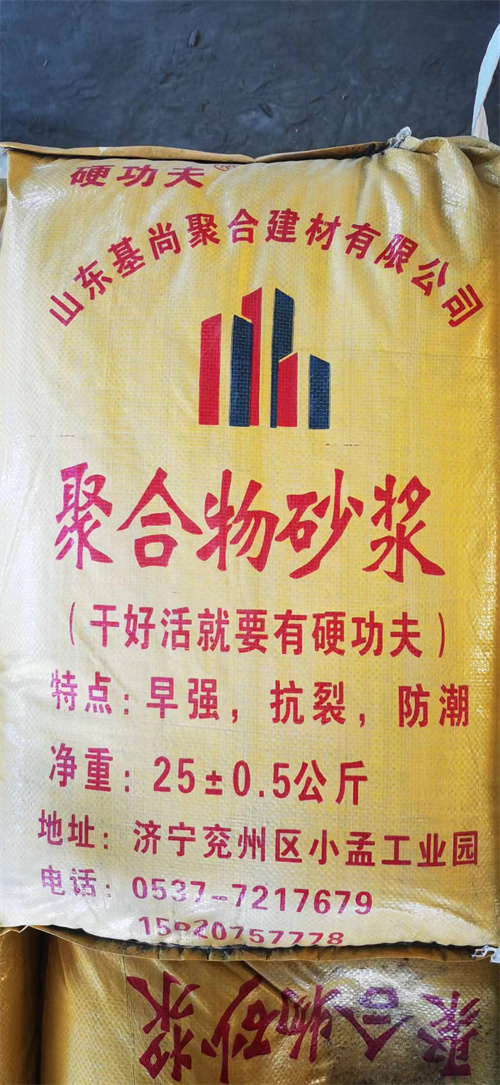 硬功夫®
山东基尚聚合建材有限公司
聚合物砂浆
（干好活就要有硬功夫）
特点：早强，抗裂，防潮
净重：25±0.5公斤
地址：济宁兖州区小孟工业园
电话：0537-7217679
聚合物砂浆